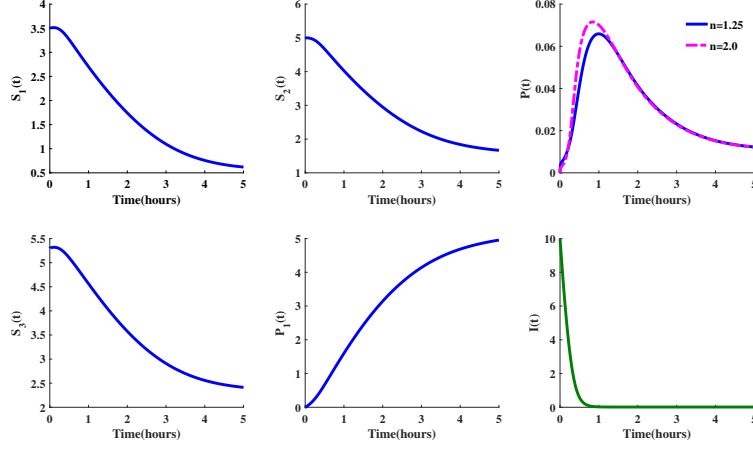 4
3.5
3
2.5
2
1.5
1
0.5
S1(t)
0 1 2 3 4 5
Time(hours)
6
5
4
3
2
1
S2(t)
0 1 2 3 4 5
Time(hours)
0.08
0.06
0.04
0.02
0
P(t)
n=1.25
n=2.0
0 1 2 3 4 5
Time(hours)
5.5
5
4.5
4
3.5
3
2.5
2
S3(t)
0 1 2 3 4 5
Time(hours)
5
4
3
2
1
0
P1(t)
0 1 2 3 4 5
Time(hours)
10
8
6
4
2
0
I(t)
0 1 2 3 4 5
Time(hours)